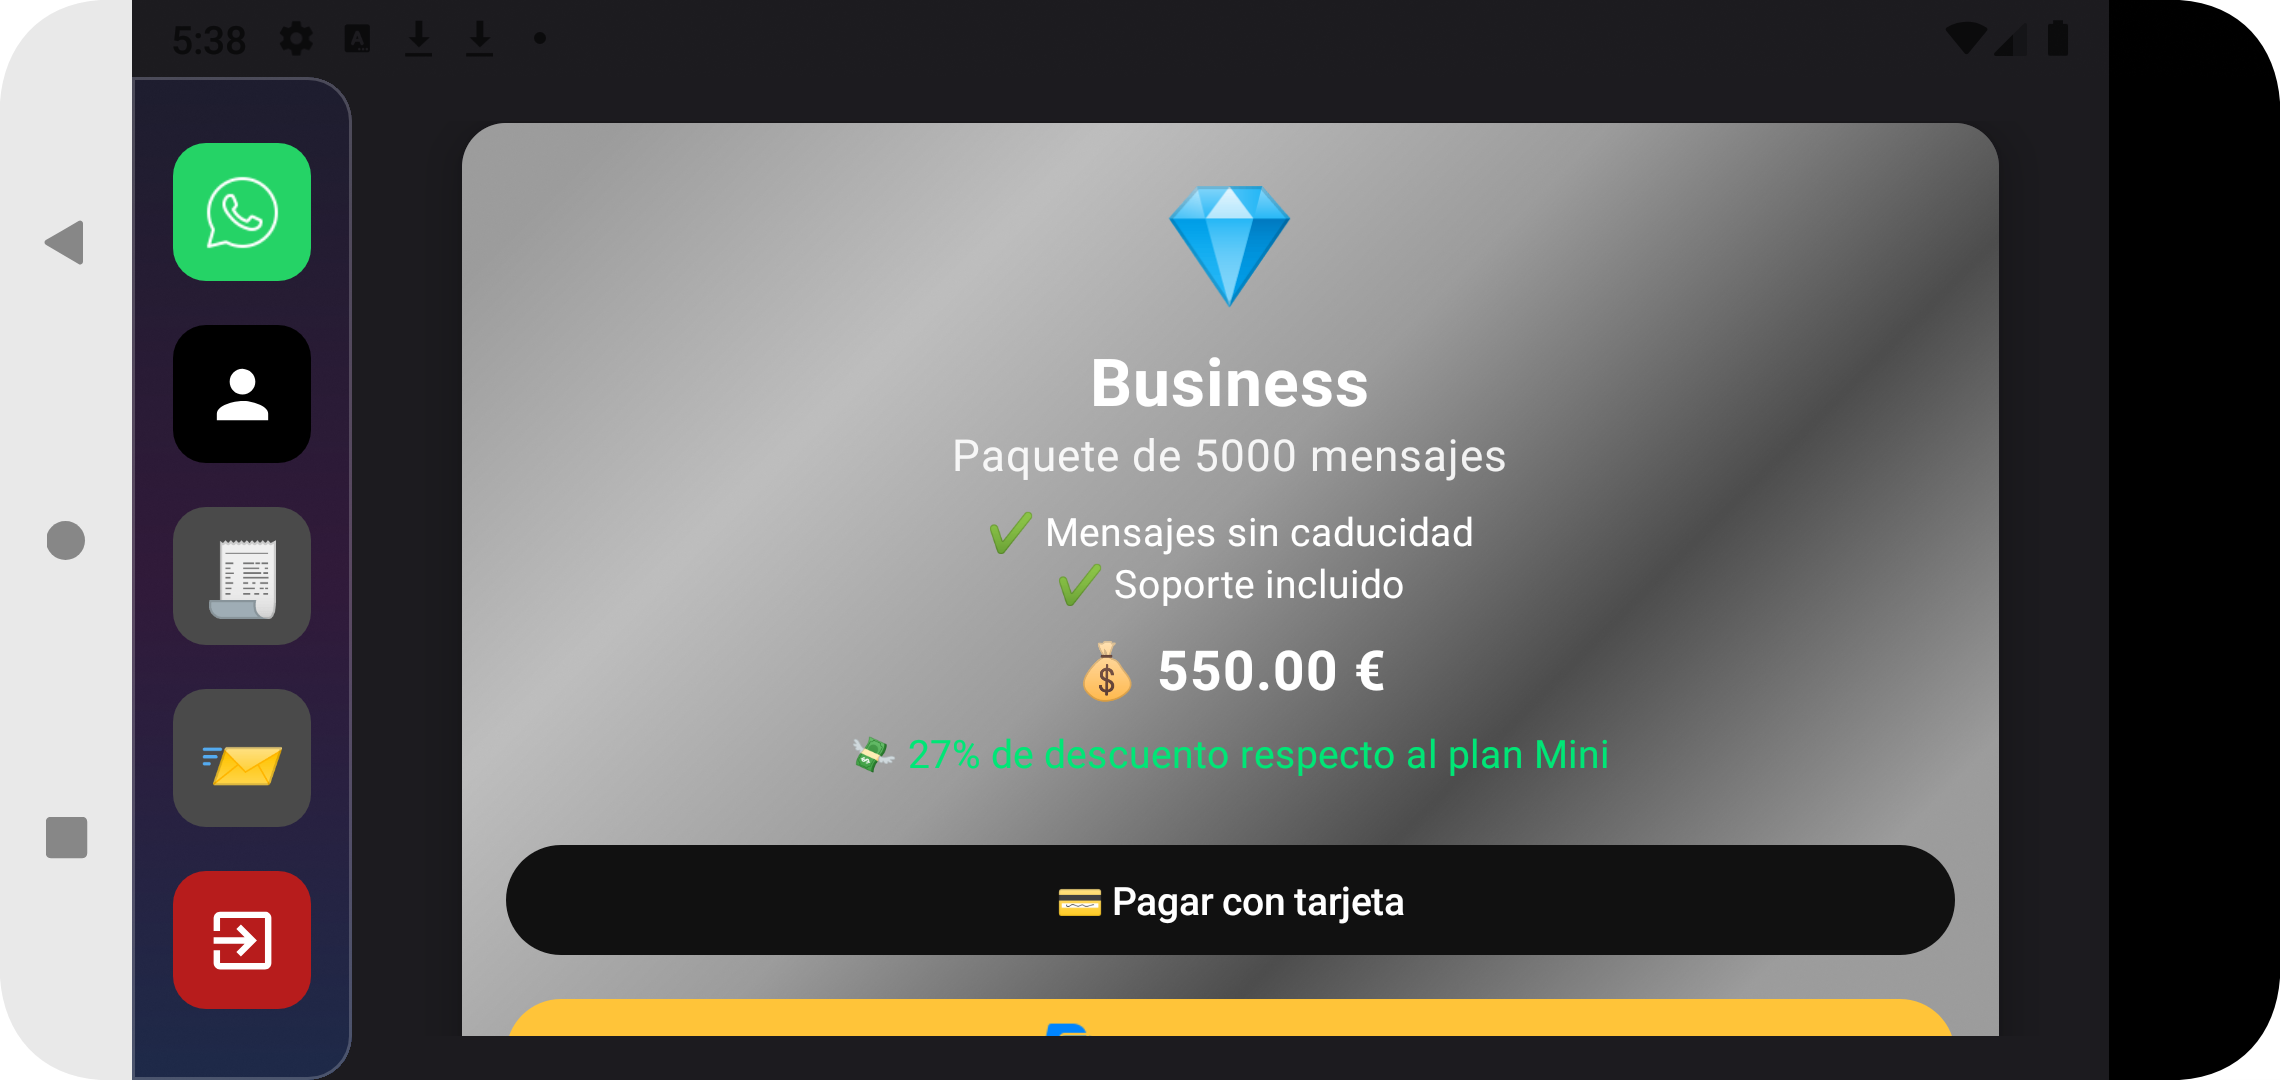 5:38
Business
Paquete de 5000 mensajes
✔ Mensajes sin caducidad
✔ Soporte incluido
💰 550.00 €
💸 27% de descuento respecto al plan Mini
💳 Pagar con tarjeta